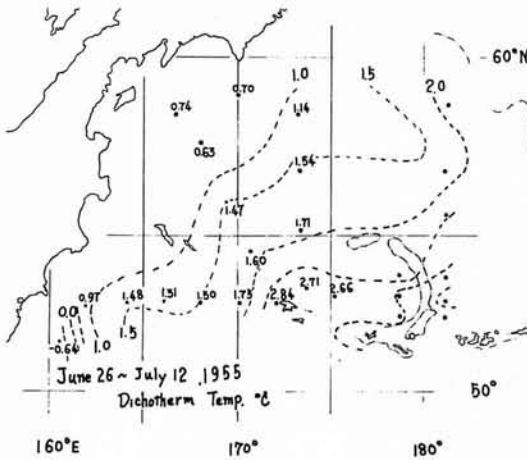 60°N
1.0 1.5 2.0
0.70
0.74
1.14
0.63
1.54
1.47
1.71
1.60
0.97 1.48 1.31 1.50 1.73 2.84 2.71 2.66
0.0
-0.64 1.0 1.5
June 26 ~ July 12, 1955
Dichotherm Temp. °C
50°
160°E 170° 180°